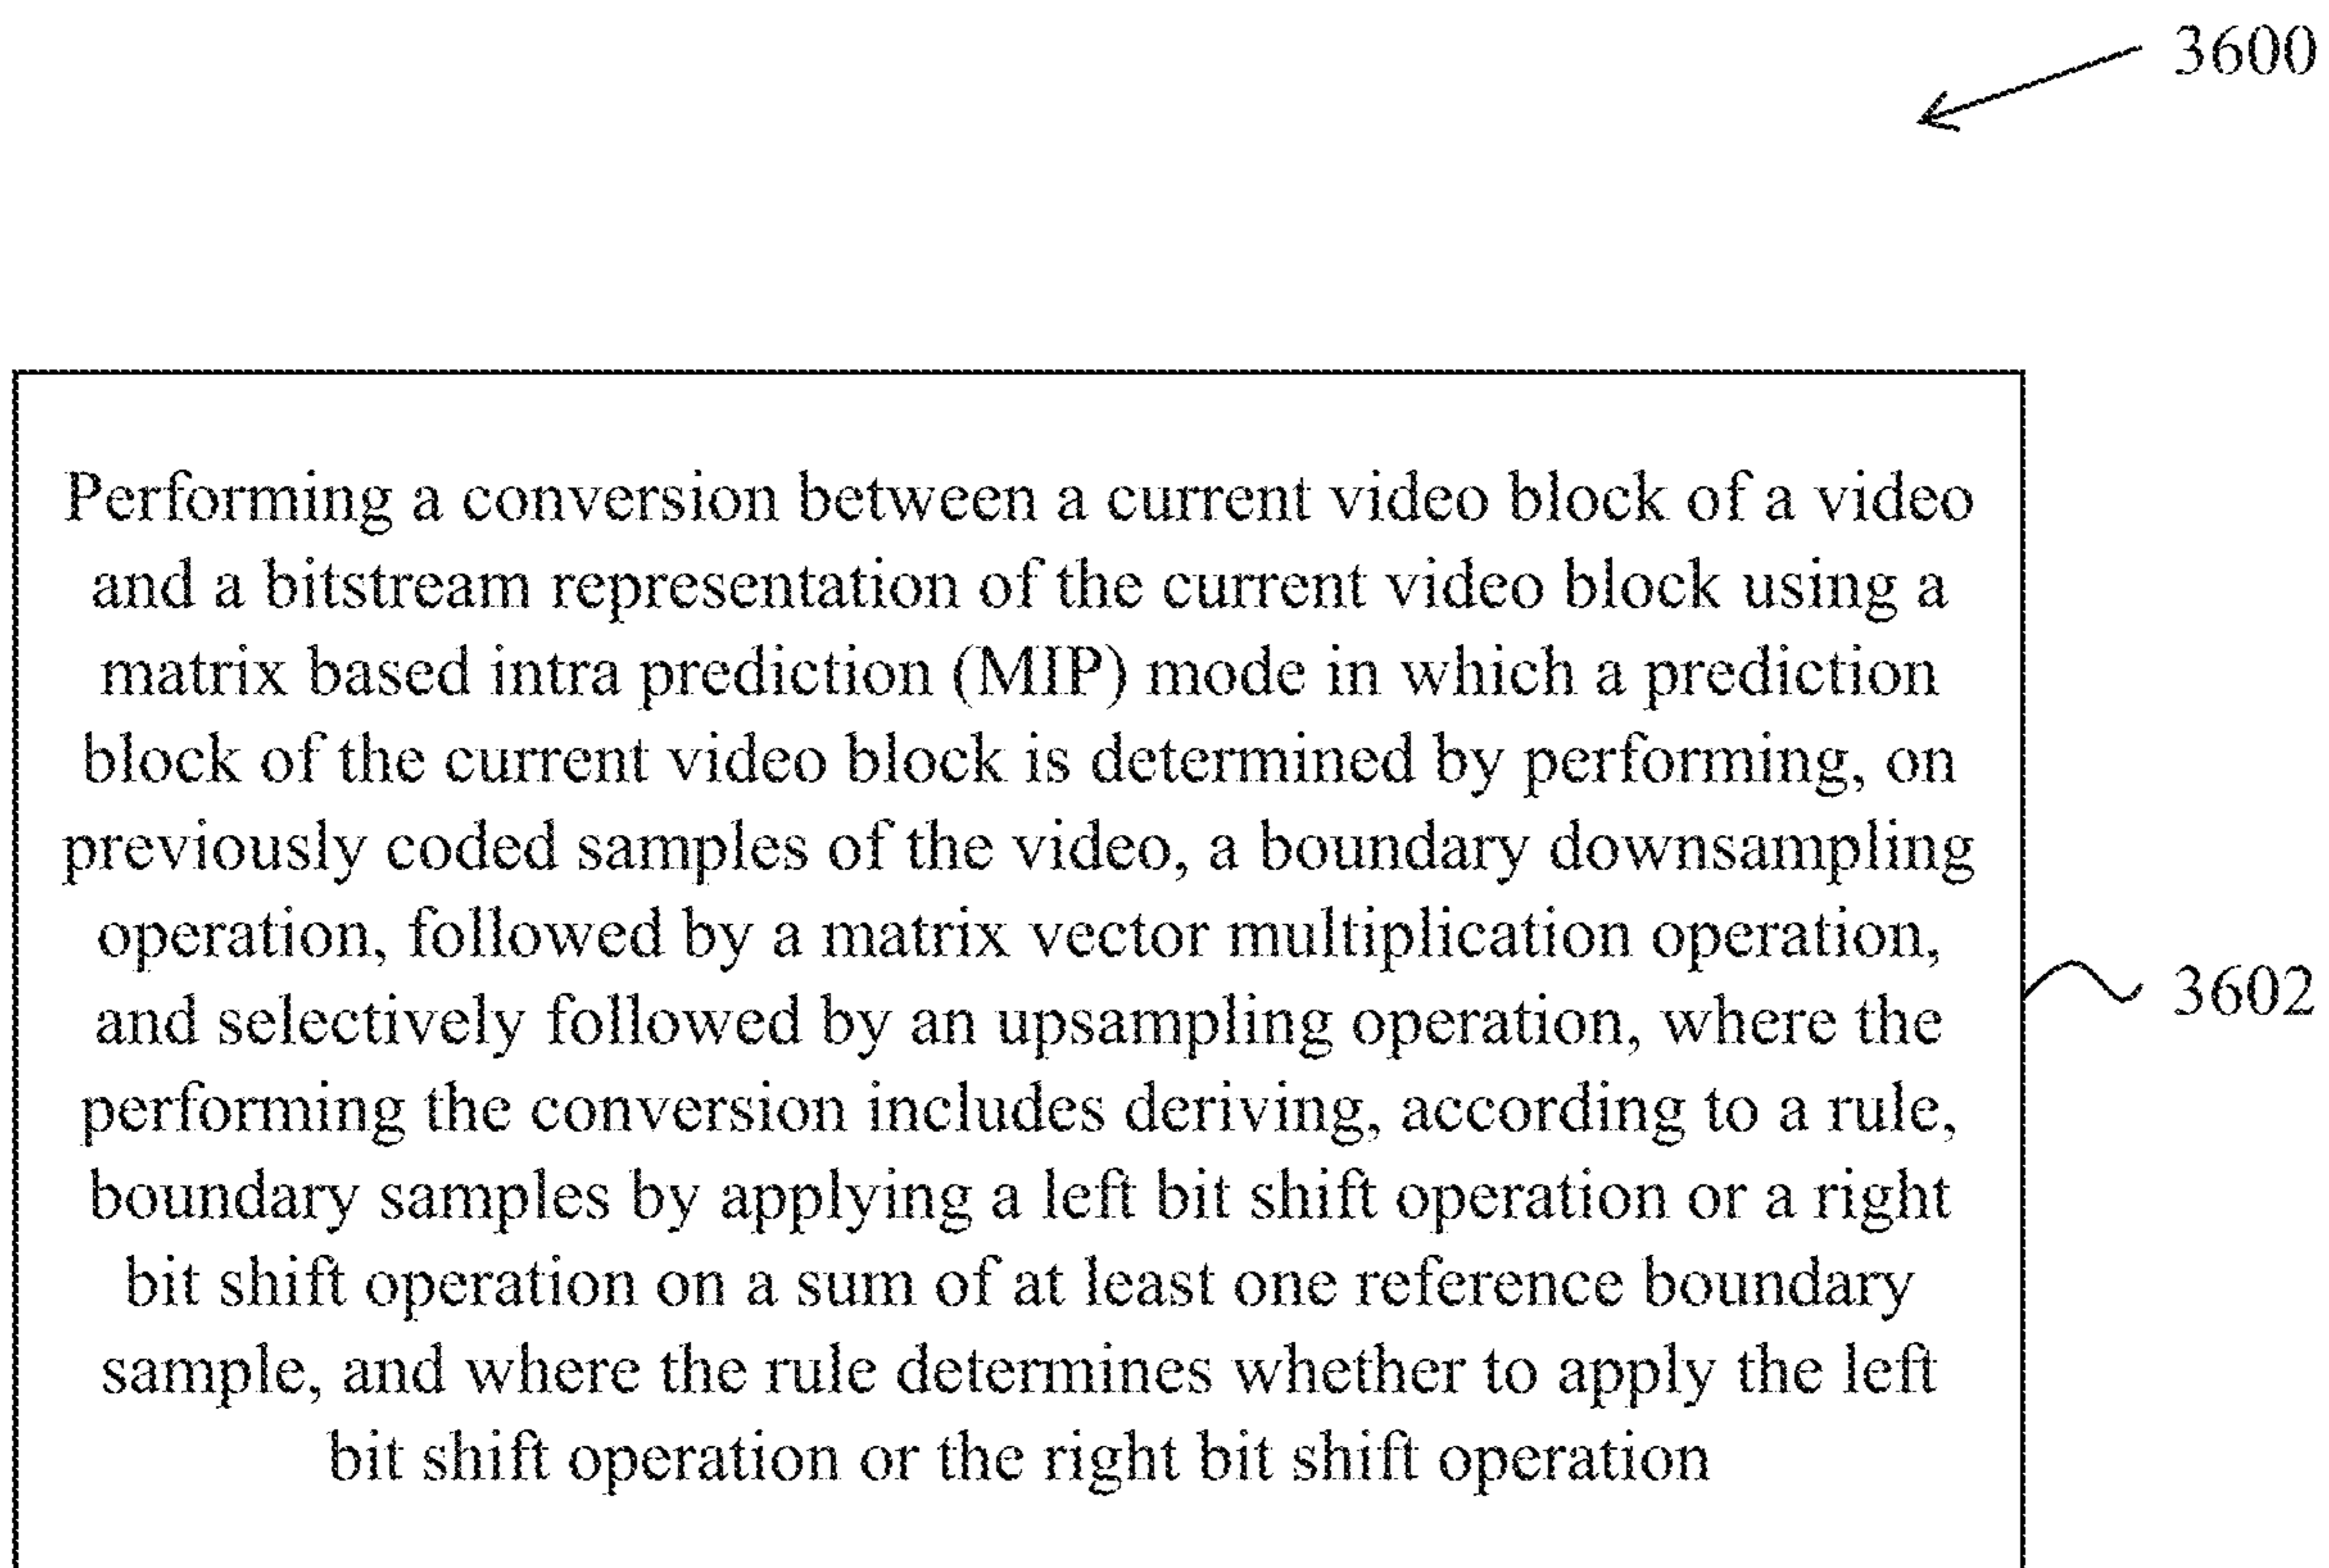 3600
Performing a conversion between a current video block of a video
and a bitstream representation of the current video block using a
matrix based intra prediction (MIP) mode in which a prediction
block of the current video block is determined by performing, on
previously coded samples of the video, a boundary downsampling
operation, followed by a matrix vector multiplication operation,
and selectively followed by an upsampling operation, where the
performing the conversion includes deriving, according to a rule,
boundary samples by applying a left bit shift operation or a right
bit shift operation on a sum of at least one reference boundary
sample, and where the rule determines whether to apply the left
bit shift operation or the right bit shift operation
3602